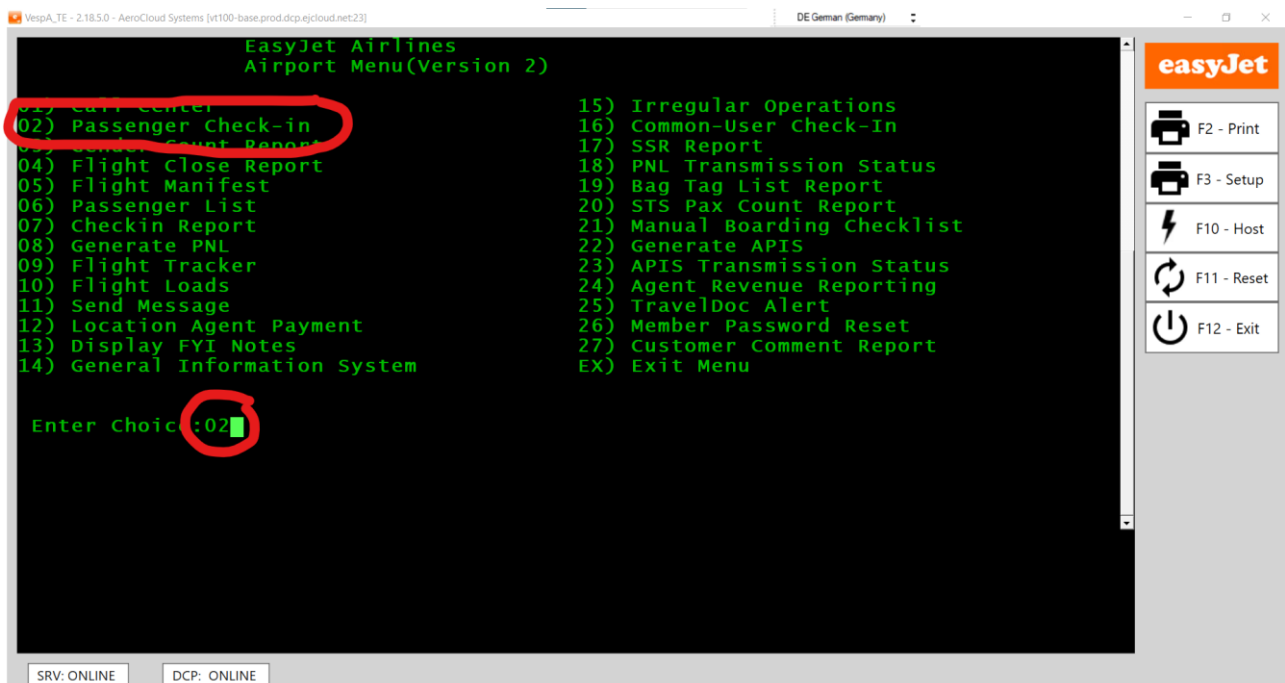 VespA_TE - 2.18.5.0 - AeroCloud Systems [vt100-base.prod.dcp.ejcloud.net:23]
DE German (Germany)
EasyJet Airlines
Airport Menu(Version 2)
easyJet
01) Call Center
02) Passenger Check-in
03) Gender Count Report
04) Flight Close Report
05) Flight Manifest
06) Passenger List
07) Checkin Report
08) Generate PNL
09) Flight Tracker
10) Flight Loads
11) Send Message
12) Location Agent Payment
13) Display FYI Notes
14) General Information System
15) Irregular Operations
16) Common-User Check-In
17) SSR Report
18) PNL Transmission Status
19) Bag Tag List Report
20) STS Pax Count Report
21) Manual Boarding Checklist
22) Generate APIS
23) APIS Transmission Status
24) Agent Revenue Reporting
25) TravelDoc Alert
26) Member Password Reset
27) Customer Comment Report
EX) Exit Menu
Enter Choice:02
F2 - Print
F3 - Setup
F10 - Host
F11 - Reset
F12 - Exit
SRV: ONLINE
DCP: ONLINE